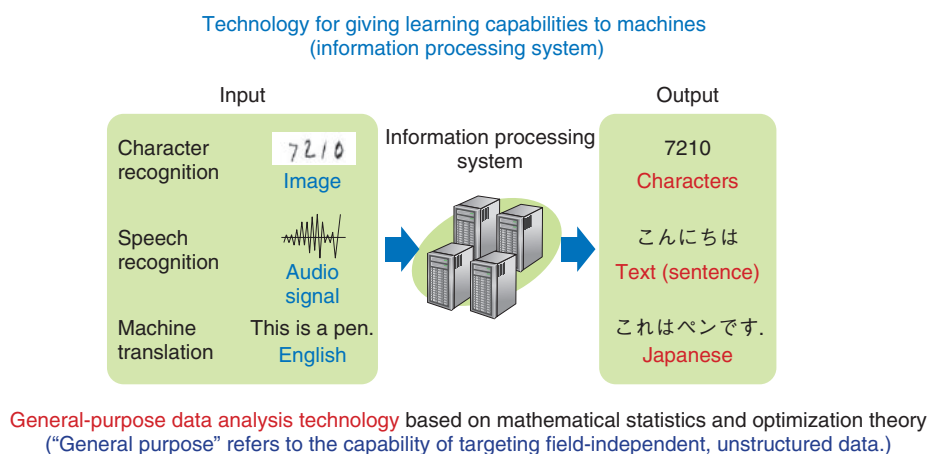 Technology for giving learning capabilities to machines
(information processing system)
Input
Output
Character
recognition
7210
Image
Information processing
system
7210
Characters
Speech
recognition
Audio
signal
こんにちは
Text (sentence)
Machine
translation
This is a pen.
English
これはペンです.
Japanese
General-purpose data analysis technology based on mathematical statistics and optimization theory
(“General purpose” refers to the capability of targeting field-independent, unstructured data.)